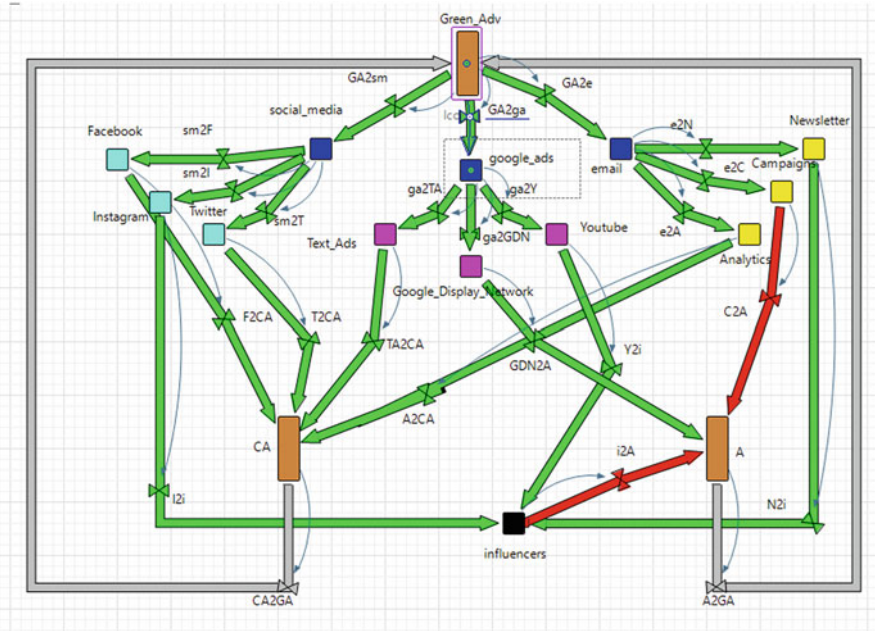 Green_Adv
GA2sm
GA2e
GA2ga
social_media
Facebook
sm2F
e2N
Newsletter
google_ads
email
e2C
Campaigns
sm2I
ga2TA
ga2Y
Instagram
Twitter
sm2T
Text_Ads
ga2GDN
Youtube
e2A
Analytics
Google_Display_Network
F2CA
T2CA
TA2CA
GDN2A
Y2i
C2A
A2CA
CA
i2A
A
I2i
N2i
influencers
CA2GA
A2GA